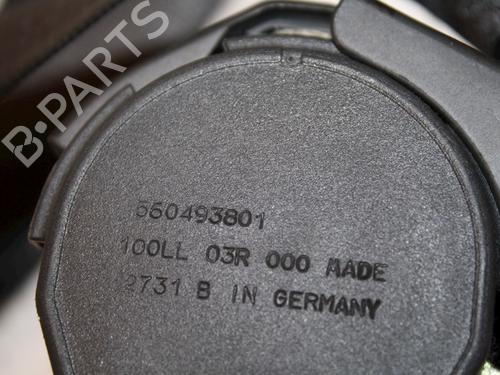 B-PARTS
560493801
100LL 03R 000 MADE
2731 B IN GERMANY